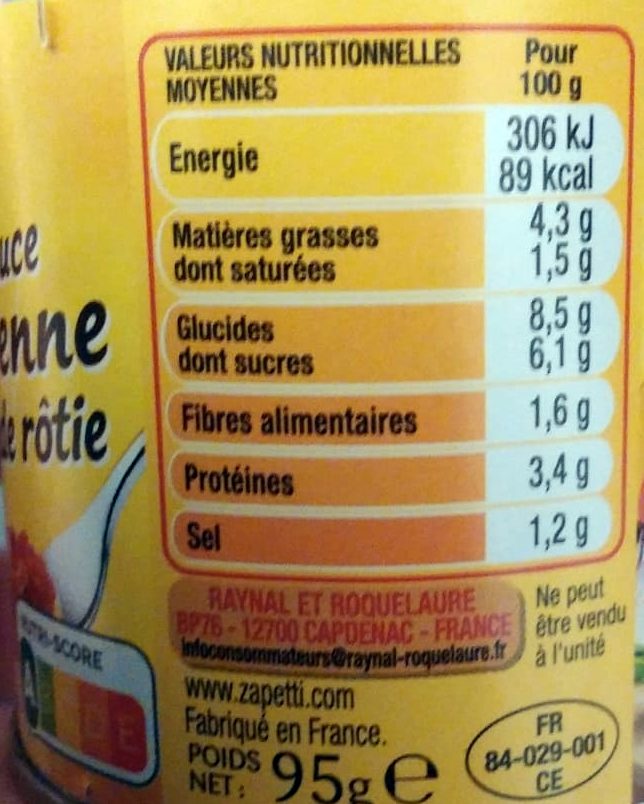 VALEURS NUTRITIONNELLES MOYENNES Pour 100 g
Energie 306 kJ 89 kcal
Matières grasses 4,3 g
dont saturées 1,5 g
Glucides 8,5 g
dont sucres 6,1 g
Fibres alimentaires 1,6 g
Protéines 3,4 g
Sel 1,2 g
RAYNAL ET ROQUELAURE
BP76 - 12700 CAPDENAC - FRANCE
infoconsommateurs@raynal-roquelaure.fr
Ne peut
être vendu
à l'unité
www.zapetti.com
Fabriqué en France.
POIDS
NET : 95g e
FR
84-029-001
CE
uce
enne
rôtie
NUTRI-SCORE
A E